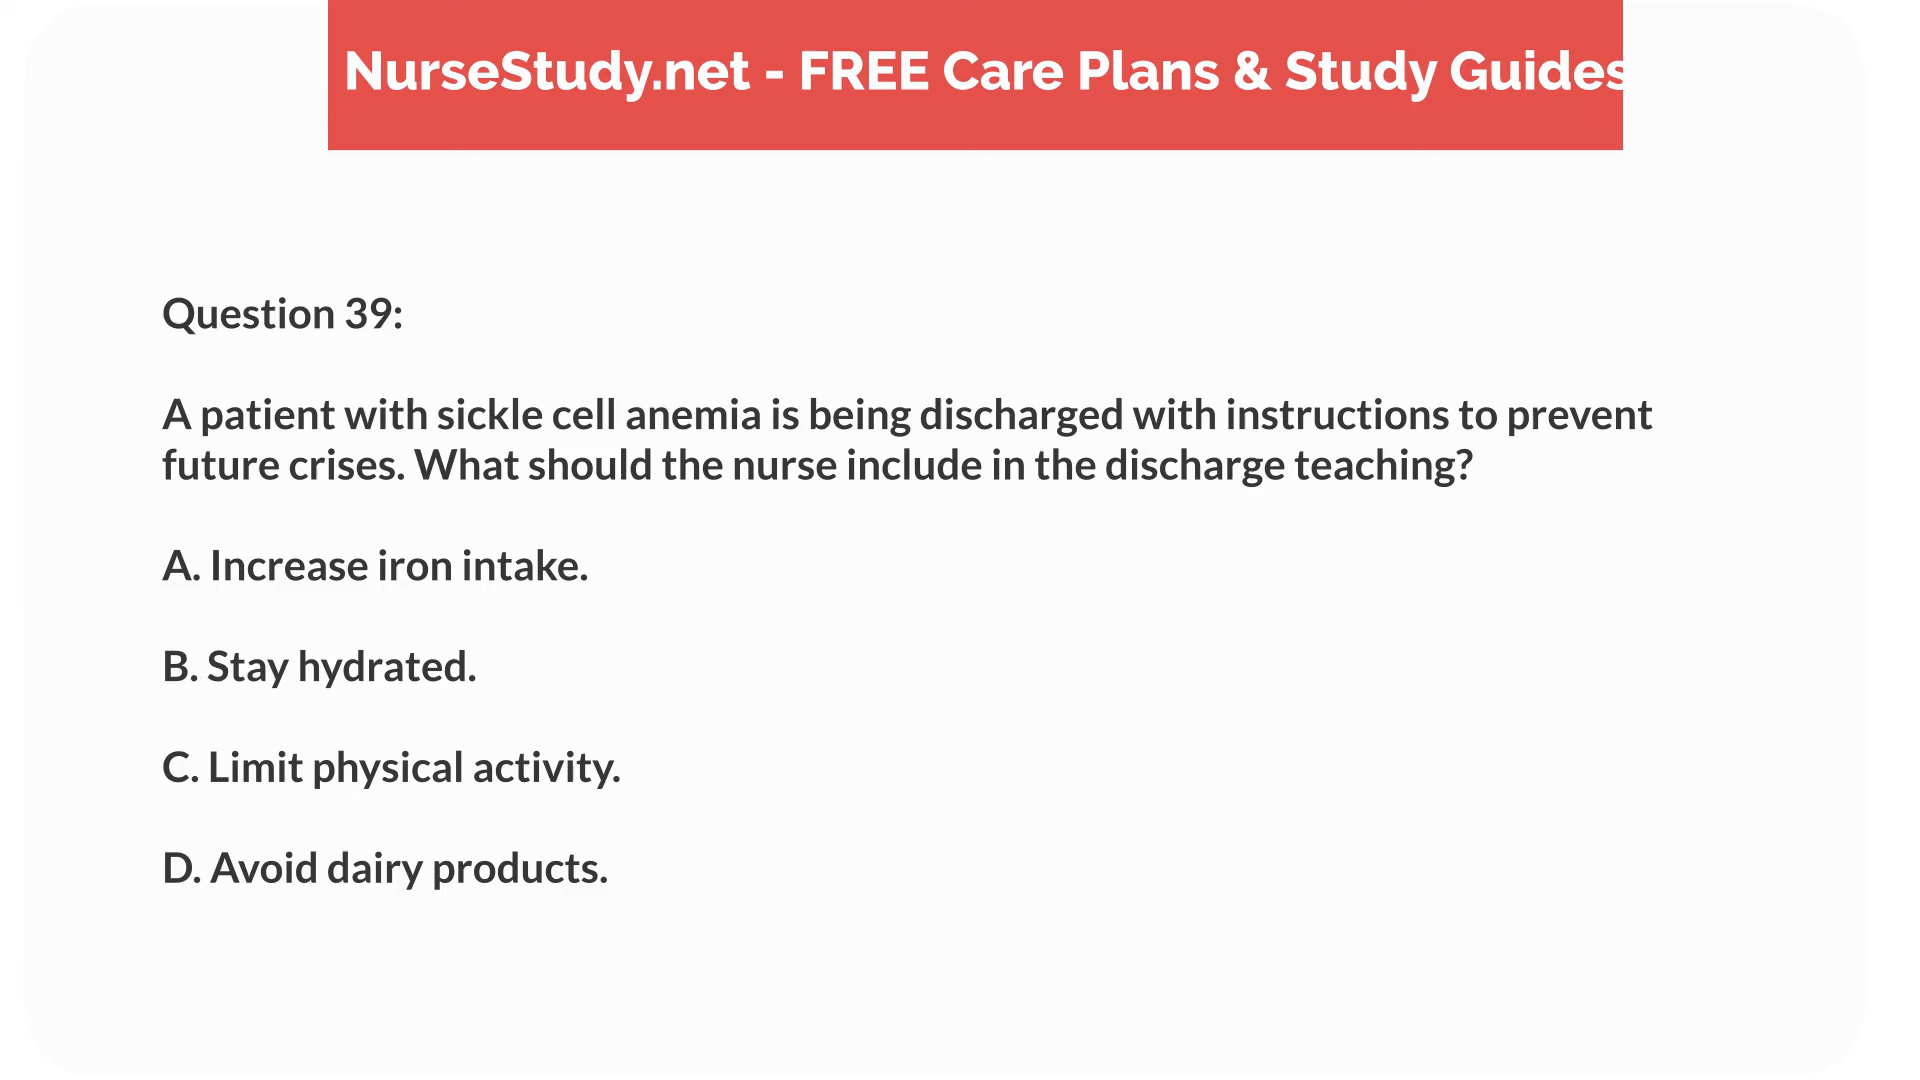 NurseStudy.net - FREE Care Plans & Study Guides
Question 39:
A patient with sickle cell anemia is being discharged with instructions to prevent
future crises. What should the nurse include in the discharge teaching?
A. Increase iron intake.
B. Stay hydrated.
C. Limit physical activity.
D. Avoid dairy products.